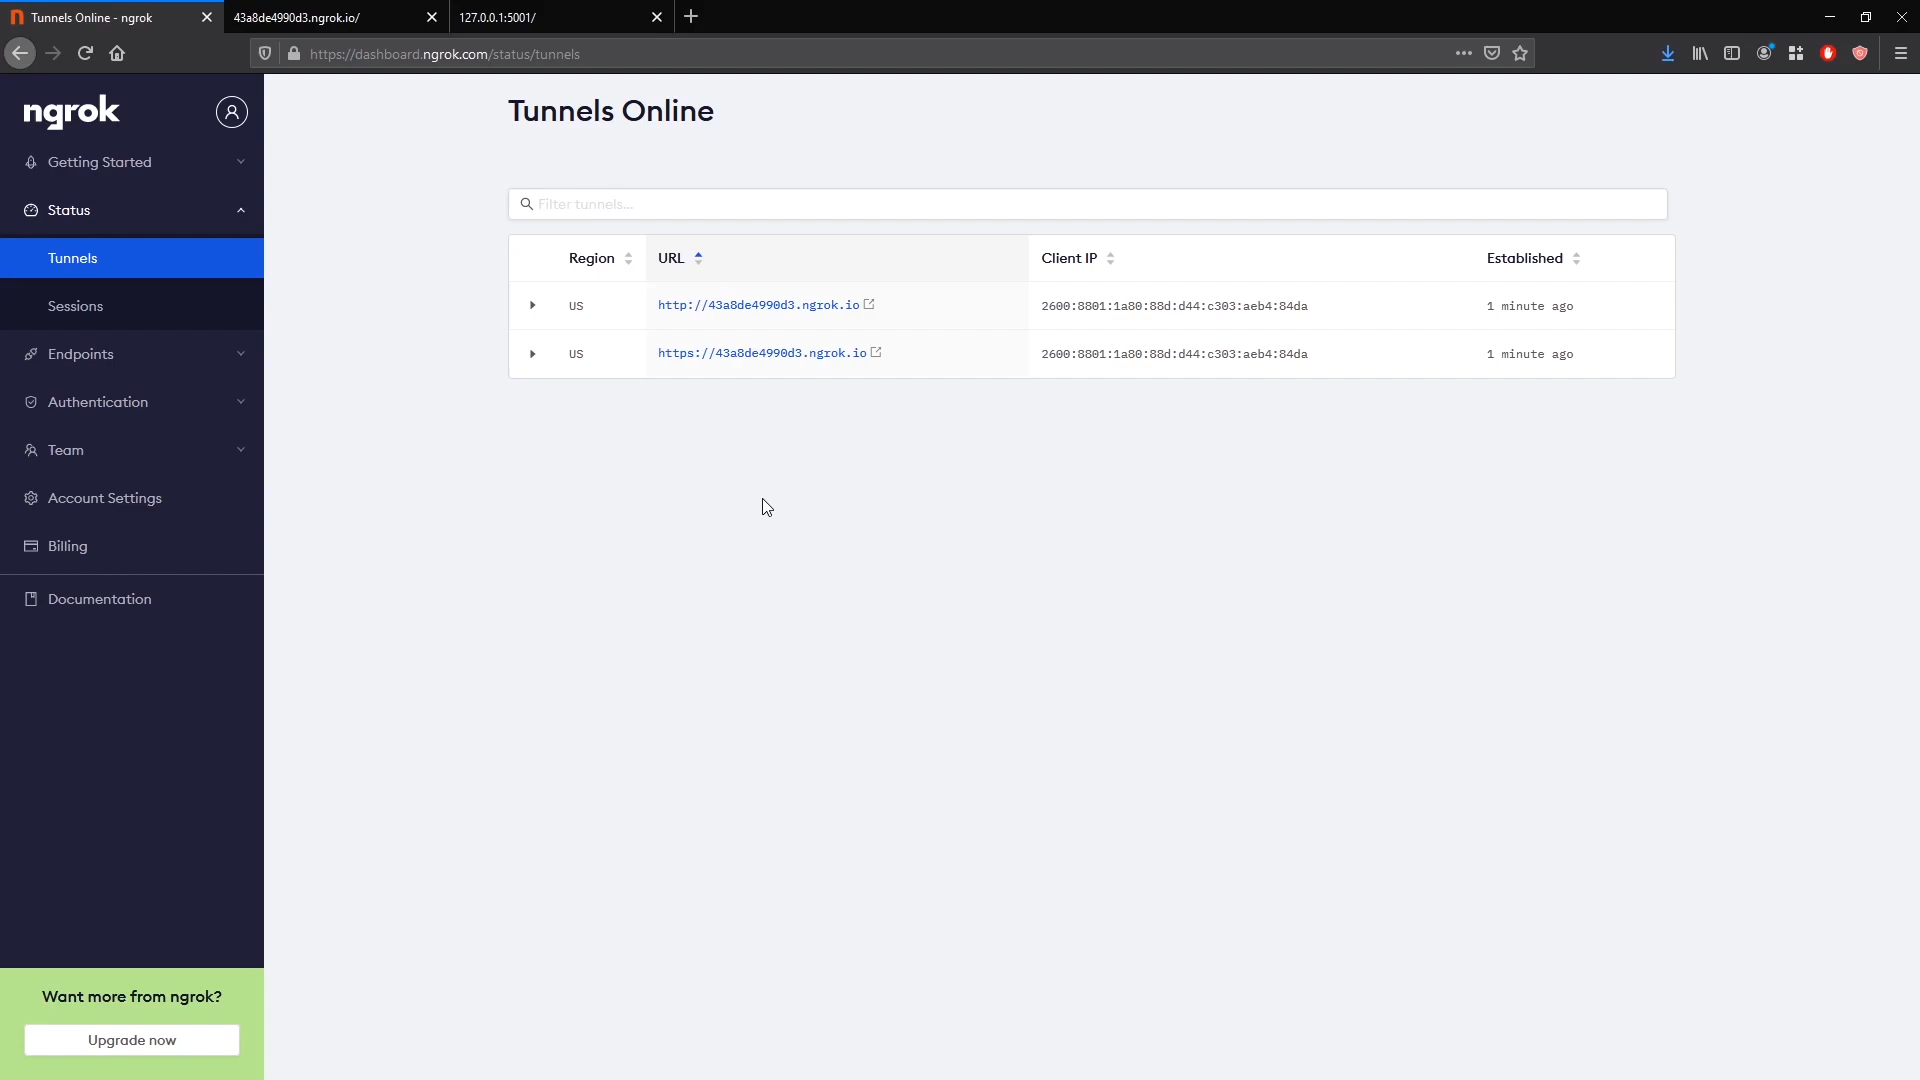 Tunnels Online - ngrok
43a8de4990d3.ngrok.io/
127.0.0.1:5001/
https://dashboard.ngrok.com/status/tunnels
ngrok
Getting Started
Status
Tunnels
Sessions
Endpoints
Authentication
Team
Account Settings
Billing
Documentation
Want more from ngrok?
Upgrade now
Tunnels Online
Filter tunnels...
Region URL Client IP Established
US http://43a8de4990d3.ngrok.io 2600:8801:1a80:88d:d44:c303:aeb4:84da 1 minute ago
US https://43a8de4990d3.ngrok.io 2600:8801:1a80:88d:d44:c303:aeb4:84da 1 minute ago